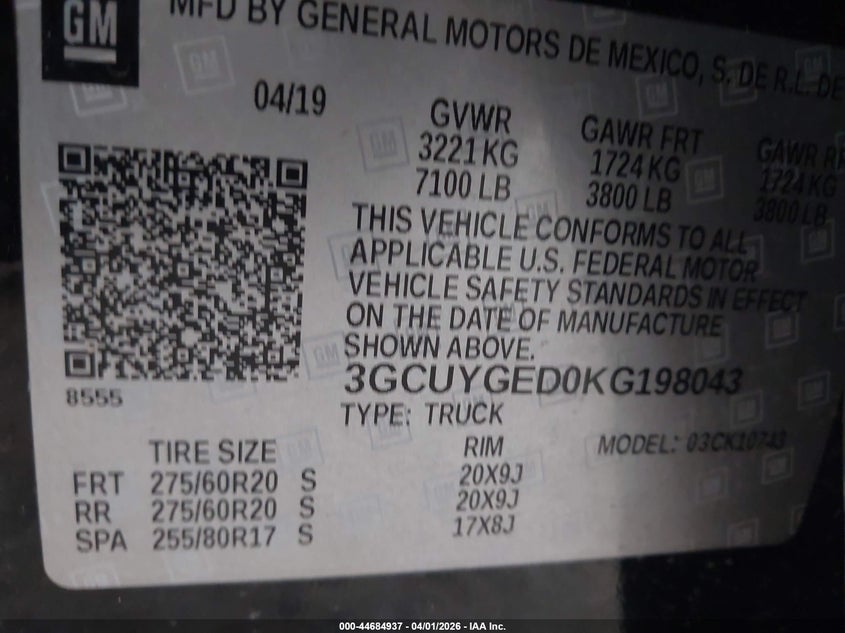 GM
MFD BY GENERAL MOTORS DE MEXICO, S. DE R.L. DE
04/19
GVWR
3221 KG
7100 LB
GAWR FRT
1724 KG
3800 LB
GAWR
1724 KG
3800 LB
THIS VEHICLE CONFORMS TO ALL
APPLICABLE U.S. FEDERAL MOTOR
VEHICLE SAFETY STANDARDS IN EFFECT
ON THE DATE OF MANUFACTURE
SHOWN ABOVE.
8555
3GCUYGED0KG198043
TYPE: TRUCK
TIRE SIZE RIM MODEL: 03CK10743
FRT 275/60R20 S 20X9J
RR 275/60R20 S 20X9J
SPA 255/80R17 S 17X8J
000-44684937 - 04/01/2026 - IAA Inc.